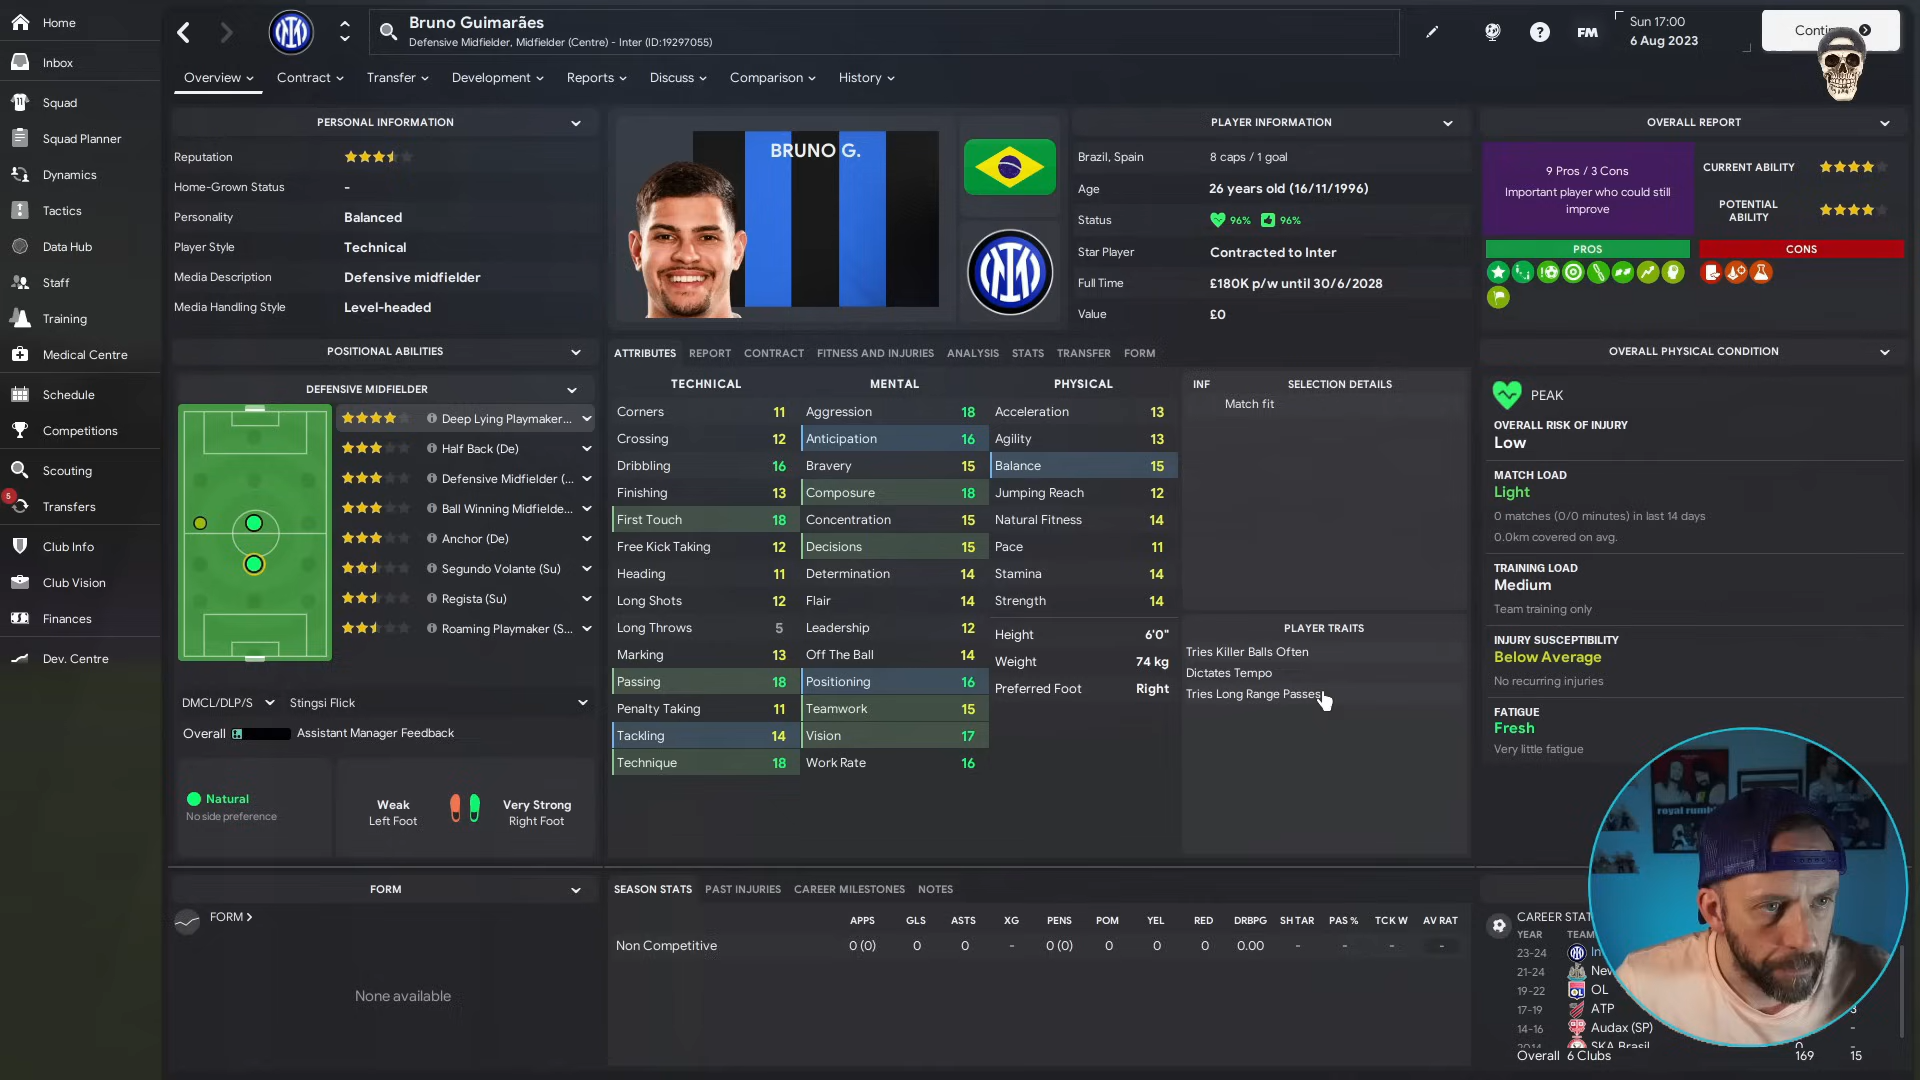 Home
Inbox
Squad
Squad Planner
Dynamics
Tactics
Data Hub
Staff
Training
Medical Centre
Schedule
Competitions
Scouting
5
Transfers
Club Info
Club Vision
Finances
Dev. Centre
Bruno Guimarães
Defensive Midfielder, Midfielder (Centre) - Inter (ID:19297055)
? FM
Sun 17:00
6 Aug 2023
Overview Contract Transfer Development Reports Discuss Comparison History
PERSONAL INFORMATION
Reputation
Home-Grown Status -
Personality Balanced
Player Style Technical
Media Description Defensive midfielder
Media Handling Style Level-headed
BRUNO G.
PLAYER INFORMATION
Brazil, Spain 8 caps / 1 goal
Age 26 years old (16/11/1996)
Status 96% 96%
Star Player Contracted to Inter
Full Time £180K p/w until 30/6/2028
Value £0
OVERALL REPORT
9 Pros / 3 Cons
Important player who could still
improve
CURRENT ABILITY
POTENTIAL
ABILITY
PROS CONS
POSITIONAL ABILITIES
DEFENSIVE MIDFIELDER
Deep Lying Playmaker...
Half Back (De)
Defensive Midfielder (...
Ball Winning Midfielde...
Anchor (De)
Segundo Volante (Su)
Regista (Su)
Roaming Playmaker (S...
DMCL/DLP/S Stingsi Flick
Overall Assistant Manager Feedback
Natural
No side preference
Weak
Left Foot
Very Strong
Right Foot
ATTRIBUTES REPORT CONTRACT FITNESS AND INJURIES ANALYSIS STATS TRANSFER FORM
TECHNICAL
Corners 11
Crossing 12
Dribbling 16
Finishing 13
First Touch 18
Free Kick Taking 12
Heading 11
Long Shots 12
Long Throws 5
Marking 13
Passing 18
Penalty Taking 11
Tackling 14
Technique 18
MENTAL
Aggression 18
Anticipation 16
Bravery 15
Composure 18
Concentration 15
Decisions 15
Determination 14
Flair 14
Leadership 12
Off The Ball 14
Positioning 16
Teamwork 15
Vision 17
Work Rate 16
PHYSICAL
Acceleration 13
Agility 13
Balance 15
Jumping Reach 12
Natural Fitness 14
Pace 11
Stamina 14
Strength 14
Height 6'0"
Weight 74 kg
Preferred Foot Right
INF SELECTION DETAILS
Match fit
PLAYER TRAITS
Tries Killer Balls Often
Dictates Tempo
Tries Long Range Passes
OVERALL PHYSICAL CONDITION
PEAK
OVERALL RISK OF INJURY
Low
MATCH LOAD
Light
0 matches (0/0 minutes) in last 14 days
0.0km covered on avg.
TRAINING LOAD
Medium
Team training only
INJURY SUSCEPTIBILITY
Below Average
No recurring injuries
FATIGUE
Fresh
Very little fatigue
royal rumb
FORM
FORM
None available
SEASON STATS PAST INJURIES CAREER MILESTONES NOTES
APPS GLS ASTS XG PENS POM YEL RED DRBPG SH TAR PAS % TCK W AV RAT
Non Competitive 0 (0) 0 0 - 0 (0) 0 0 0 0.00 - - - -
CAREER STAT
YEAR TEAM
23-24 In
21-24 New
19-22 OL
17-19 ATP 3
14-16 Audax (SP) -
2014 SKA Brasil
Overall 6 Clubs 169 15